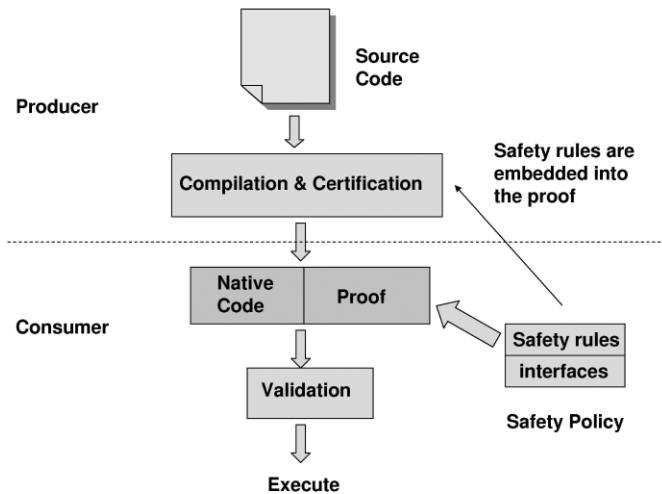 Source
Code
Producer
Safety rules are
embedded into
the proof
Compilation & Certification
Native
Code
Proof
Consumer
Safety rules
interfaces
Validation
Safety Policy
Execute